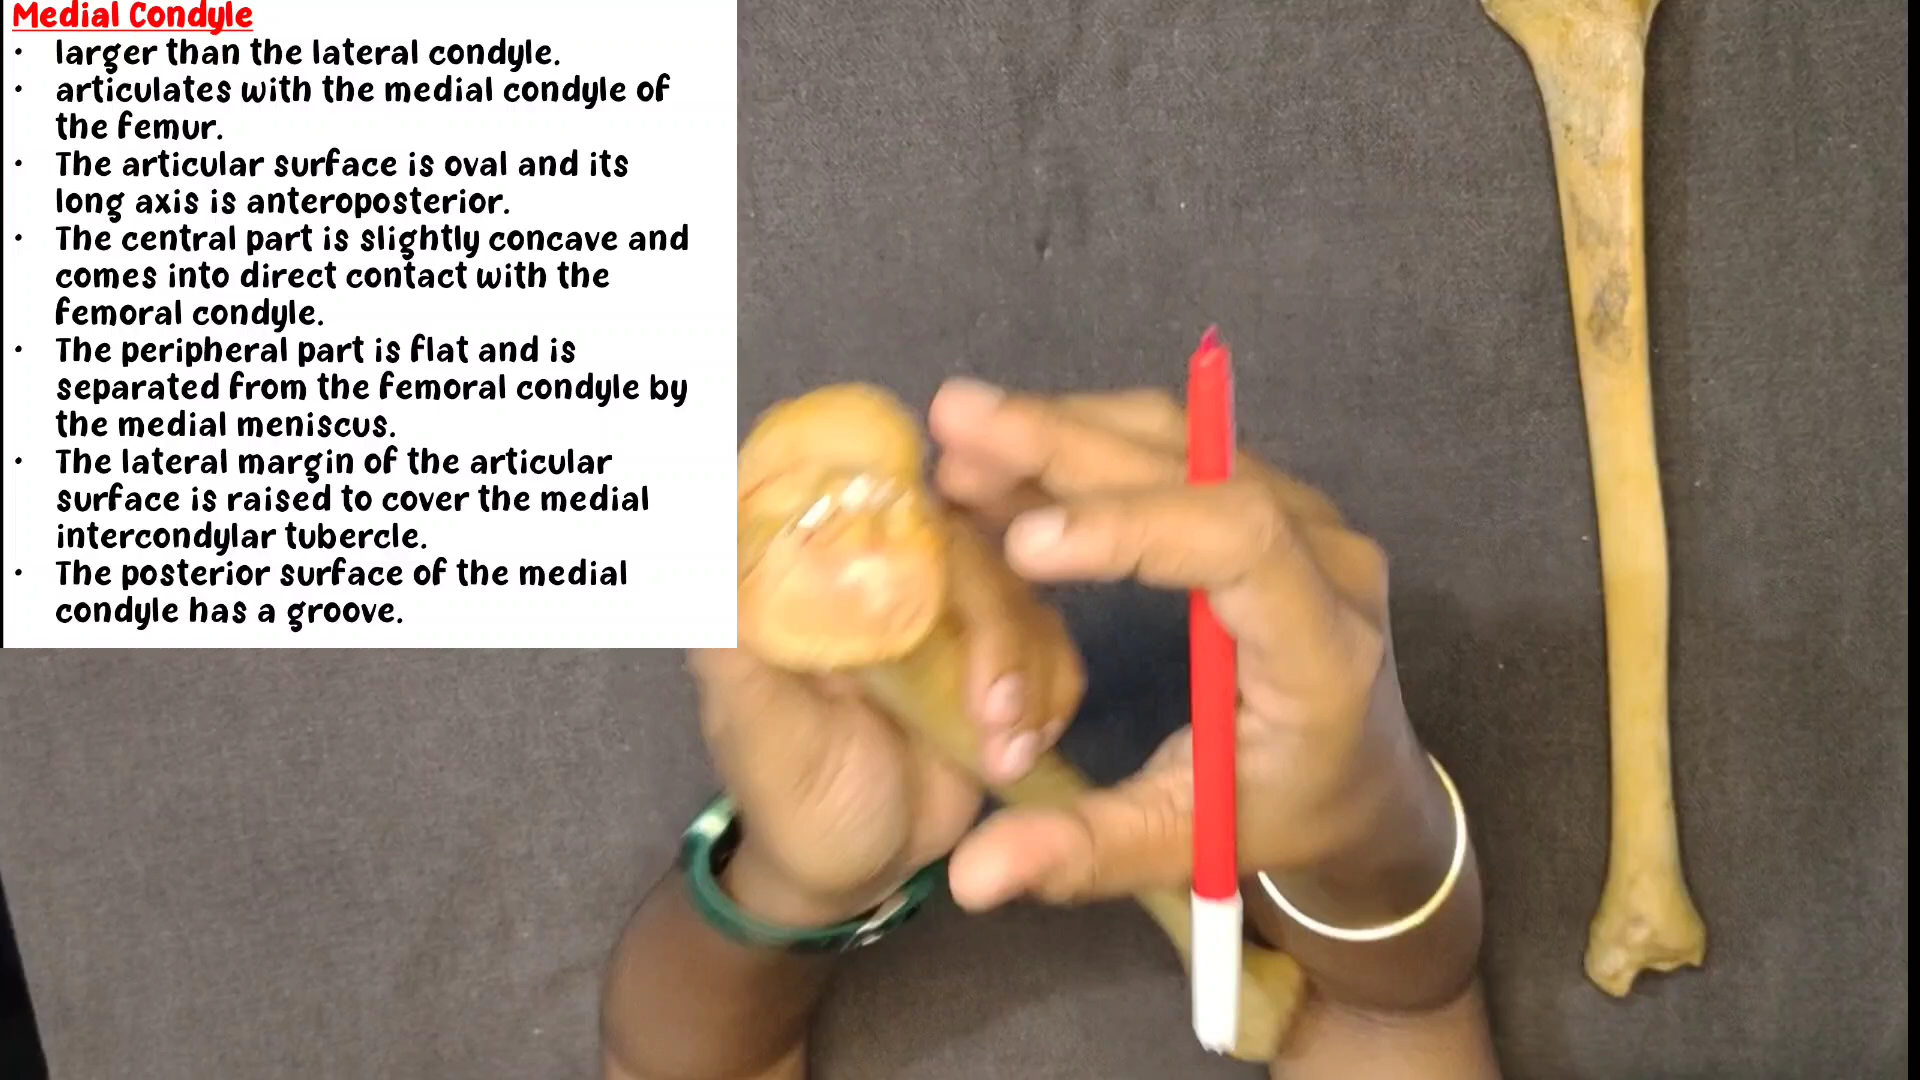 Medial Condyle
• larger than the lateral condyle.
• articulates with the medial condyle of
the femur.
• The articular surface is oval and its
long axis is anteroposterior.
• The central part is slightly concave and
comes into direct contact with the
femoral condyle.
• The peripheral part is flat and is
separated from the femoral condyle by
the medial meniscus.
• The lateral margin of the articular
surface is raised to cover the medial
intercondylar tubercle.
• The posterior surface of the medial
condyle has a groove.